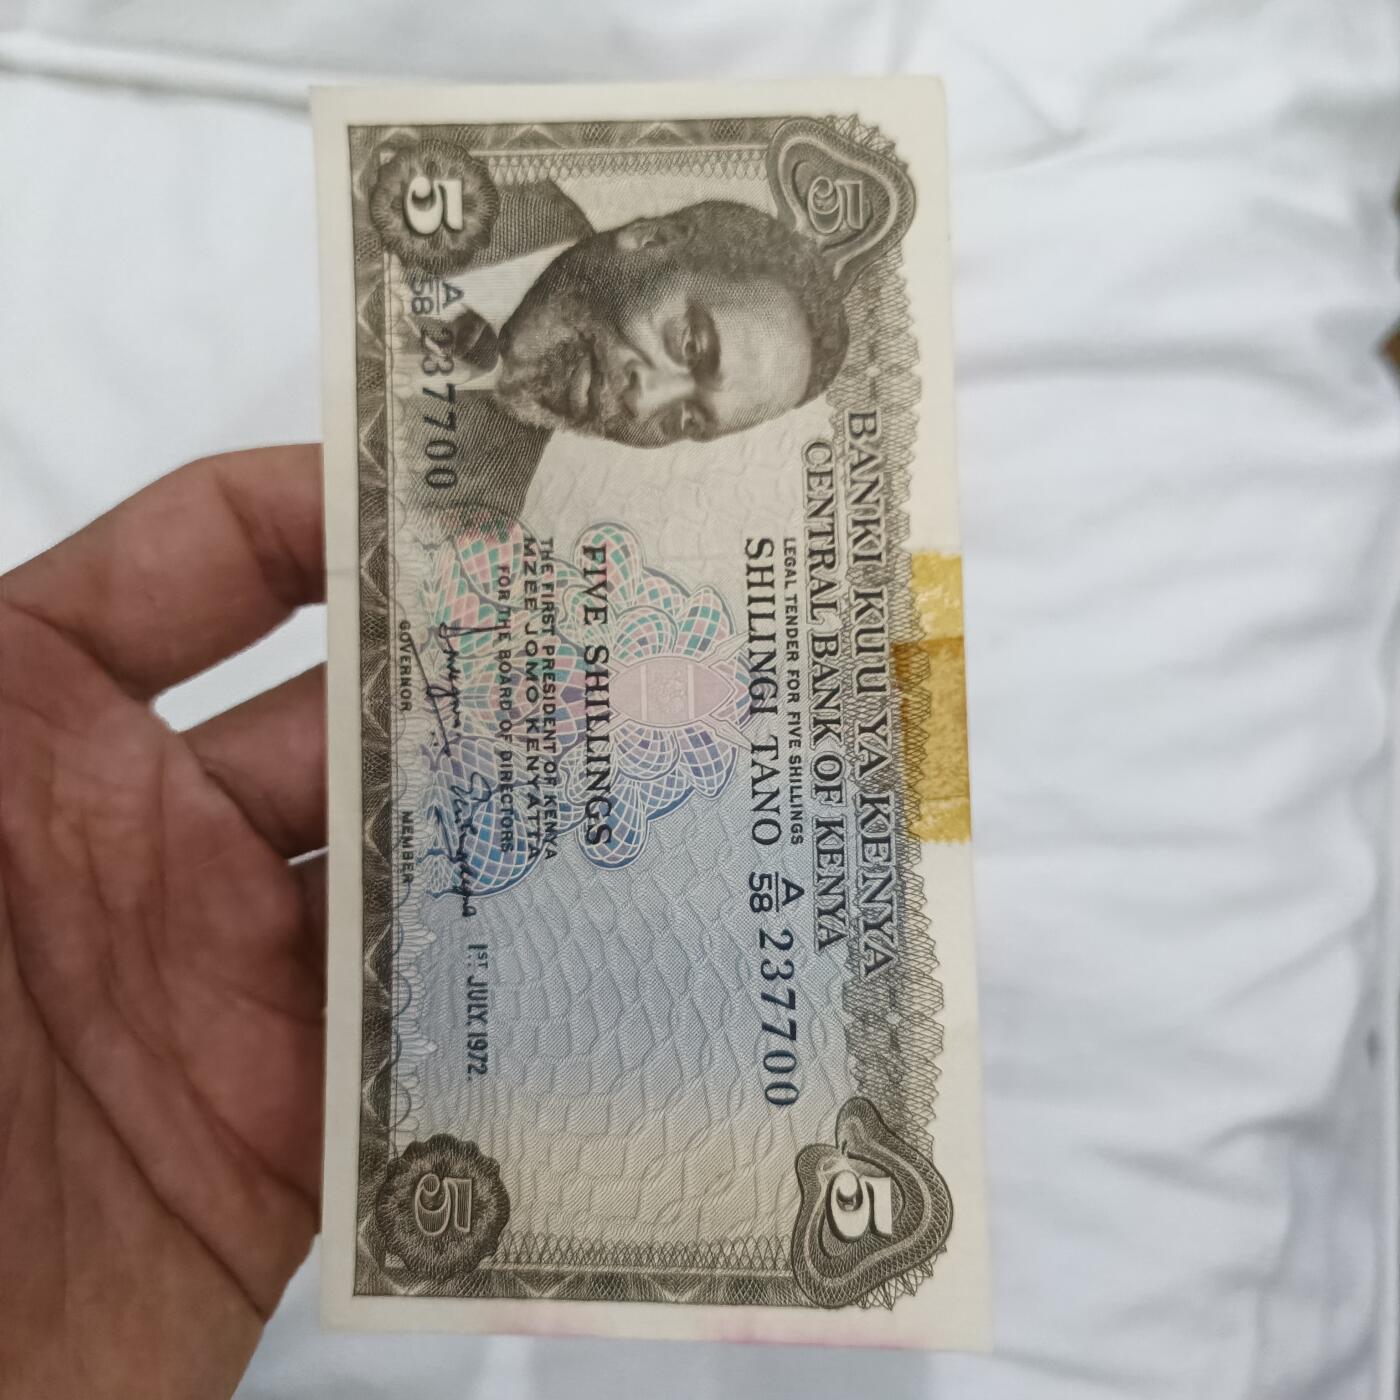 5
BANKI KUU YA KENYA
CENTRAL BANK OF KENYA
LEGAL TENDER FOR FIVE SHILLINGS
SHILINGI TANO
A/58 237700
5
FIVE SHILLINGS
THE FIRST PRESIDENT OF KENYA
MZEE JOMO KENYATTA
FOR THE BOARD OF DIRECTORS
1ST. JULY 1972.
A/58 237700
GOVERNOR
MEMBER
5
5